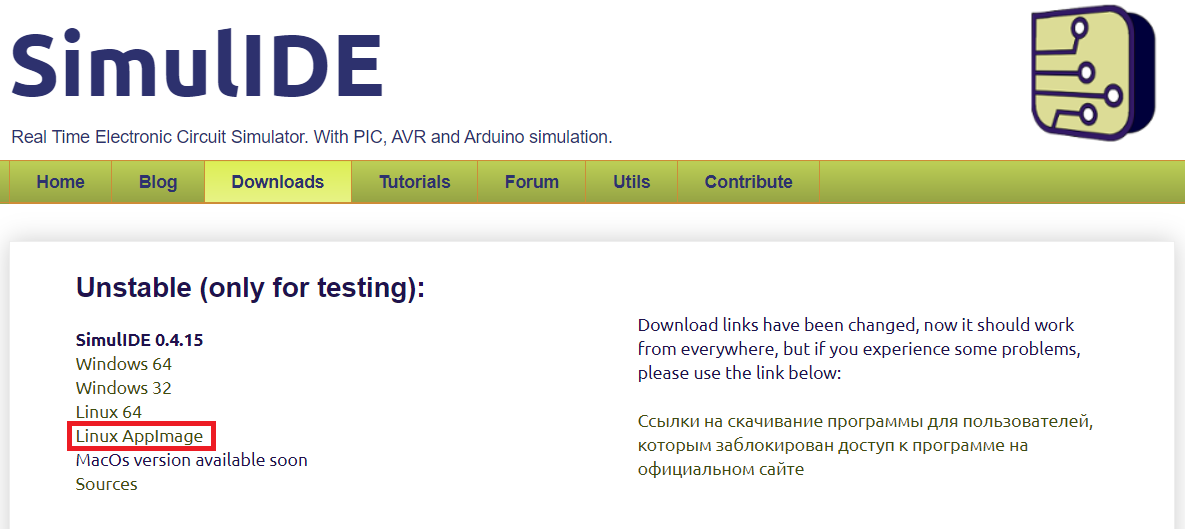 SimulIDE
Real Time Electronic Circuit Simulator. With PIC, AVR and Arduino simulation.
Home Blog Downloads Tutorials Forum Utils Contribute
Unstable (only for testing):
SimulIDE 0.4.15
Windows 64
Windows 32
Linux 64
Linux AppImage
MacOs version available soon
Sources
Download links have been changed, now it should work
from everywhere, but if you experience some problems,
please use the link below:
Ссылки на скачивание программы для пользователей,
которым заблокирован доступ к программе на
официальном сайте